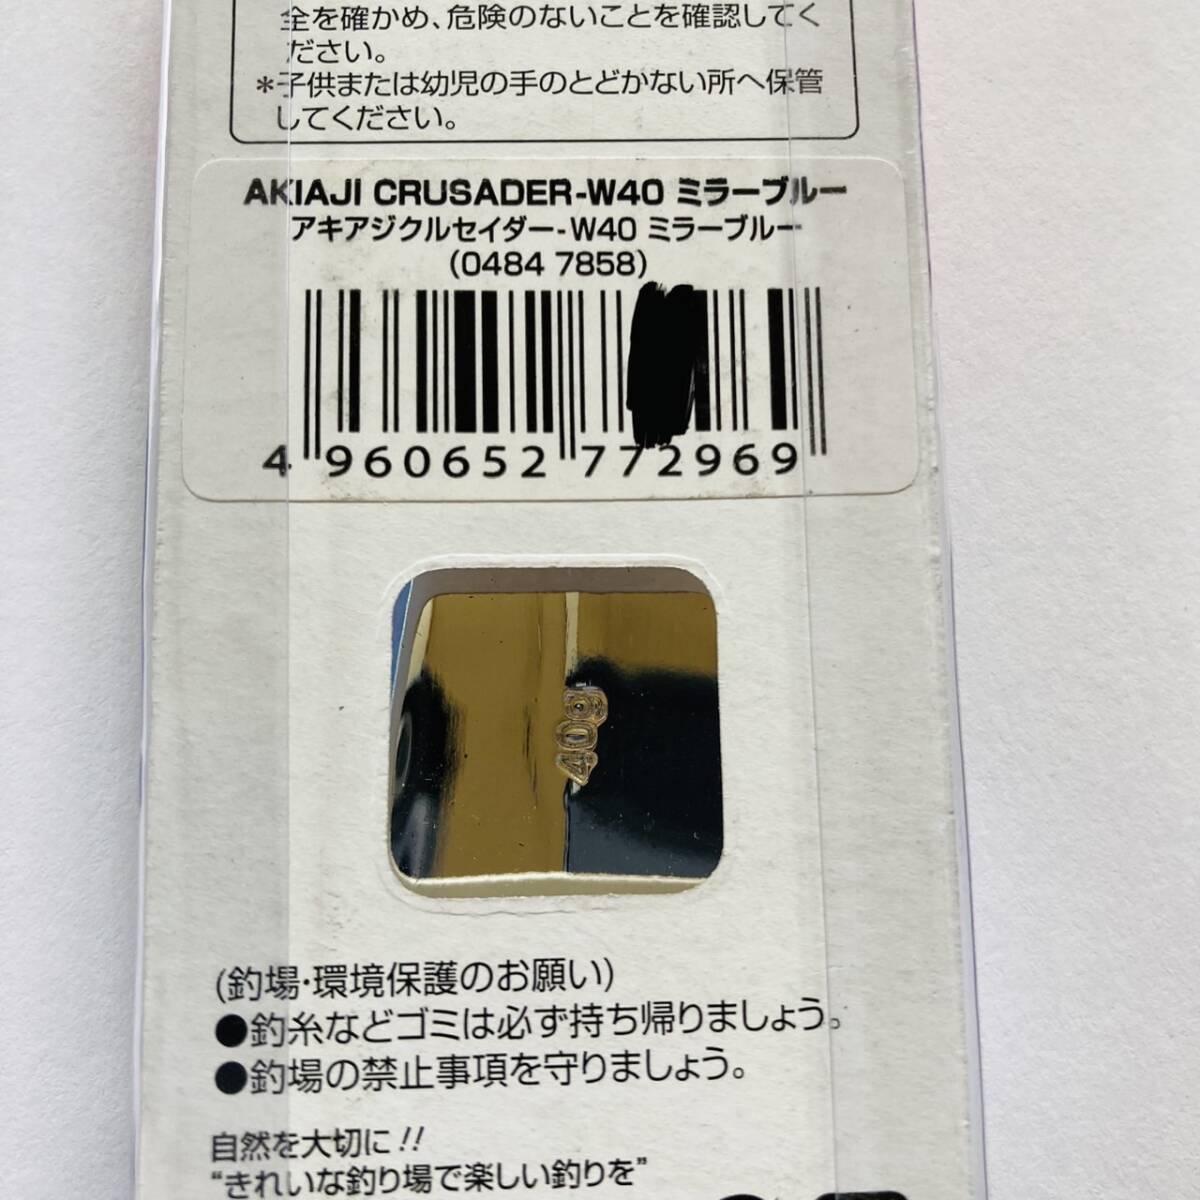 全を確かめ、危険のないことを確認してく
ださい。
*子供または幼児の手のとどかない所へ保管
してください。
AKIAJI CRUSADER-W40 ミラーブルー
アキアジクルセイダー-W40 ミラーブルー
(0484 7858)
4 960652 772969
40g
(釣場･環境保護のお願い)
●釣糸などゴミは必ず持ち帰りましょう。
●釣場の禁止事項を守りましょう。
自然を大切に!!
“きれいな釣り場で楽しい釣りを”